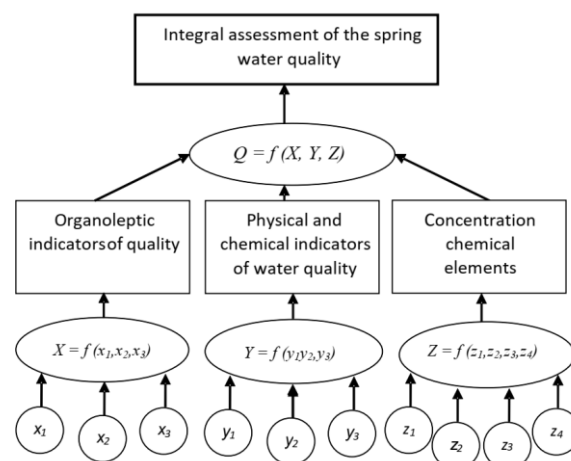 Integral assessment of the spring
water quality
Q = f (X, Y, Z)
Organoleptic
indicators of quality
Physical and
chemical indicators
of water quality
Concentration
chemical
elements
X = f (x₁,x₂,x₃)
Y = f (y₁y₂,y₃)
Z = f (z₁,z₂,z₃,z₄)
x₁
x₂
x₃
y₁
y₂
y₃
z₁
z₂
z₃
z₄